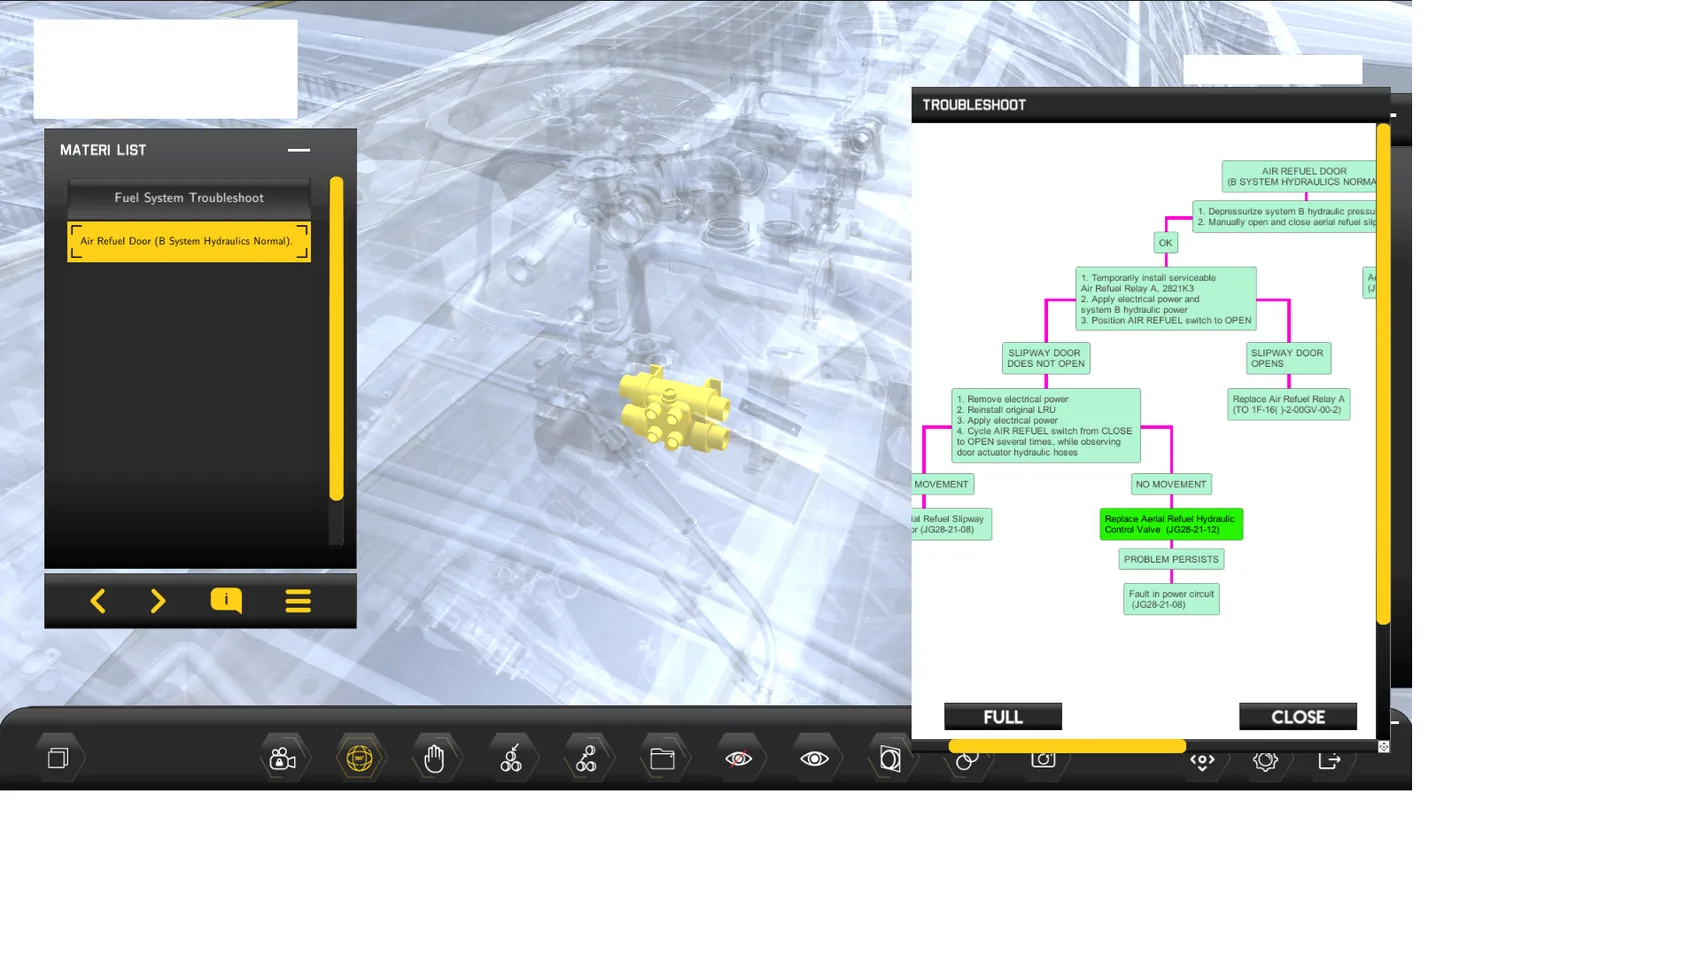 MATERI LIST
Fuel System Troubleshoot
Air Refuel Door (B System Hydraulics Normal).
i
TROUBLESHOOT
AIR REFUEL DOOR
(B SYSTEM HYDRAULICS NORMA
1. Depressurize system B hydraulic pressu
2. Manually open and close aerial refuel slip
OK
1. Temporarily install serviceable
Air Refuel Relay A, 2821K3
2. Apply electrical power and
system B hydraulic power
3. Position AIR REFUEL switch to OPEN
Ae
(J
SLIPWAY DOOR
DOES NOT OPEN
SLIPWAY DOOR
OPENS
1. Remove electrical power
2. Reinstall original LRU
3. Apply electrical power
4. Cycle AIR REFUEL switch from CLOSE
to OPEN several times, while observing
door actuator hydraulic hoses
Replace Air Refuel Relay A
(TO 1F-16( )-2-00GV-00-2)
MOVEMENT
NO MOVEMENT
ial Refuel Slipway
or (JG28-21-08)
Replace Aerial Refuel Hydraulic
Control Valve (JG28-21-12)
PROBLEM PERSISTS
Fault in power circuit
(JG28-21-08)
FULL
CLOSE
360°